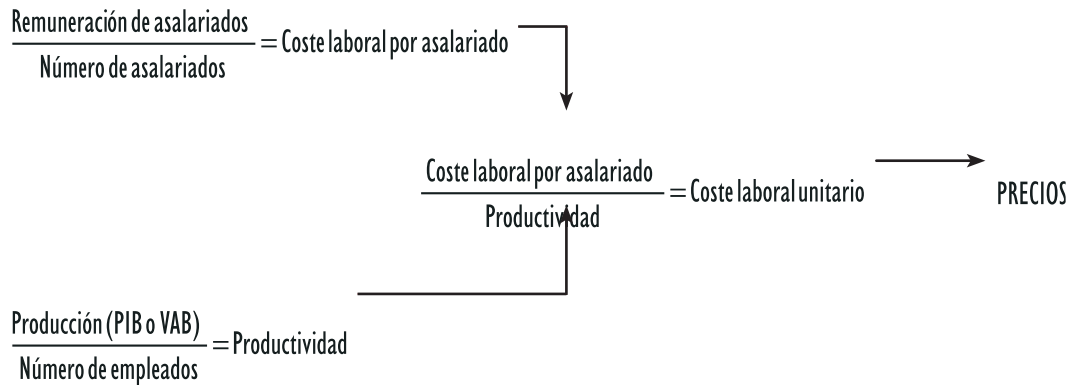 Remuneración de asalariados
Número de asalariados
= Coste laboral por asalariado
Coste laboral por asalariado
Productividad
= Coste laboral unitario
PRECIOS
Producción (PIB o VAB)
Número de empleados
= Productividad